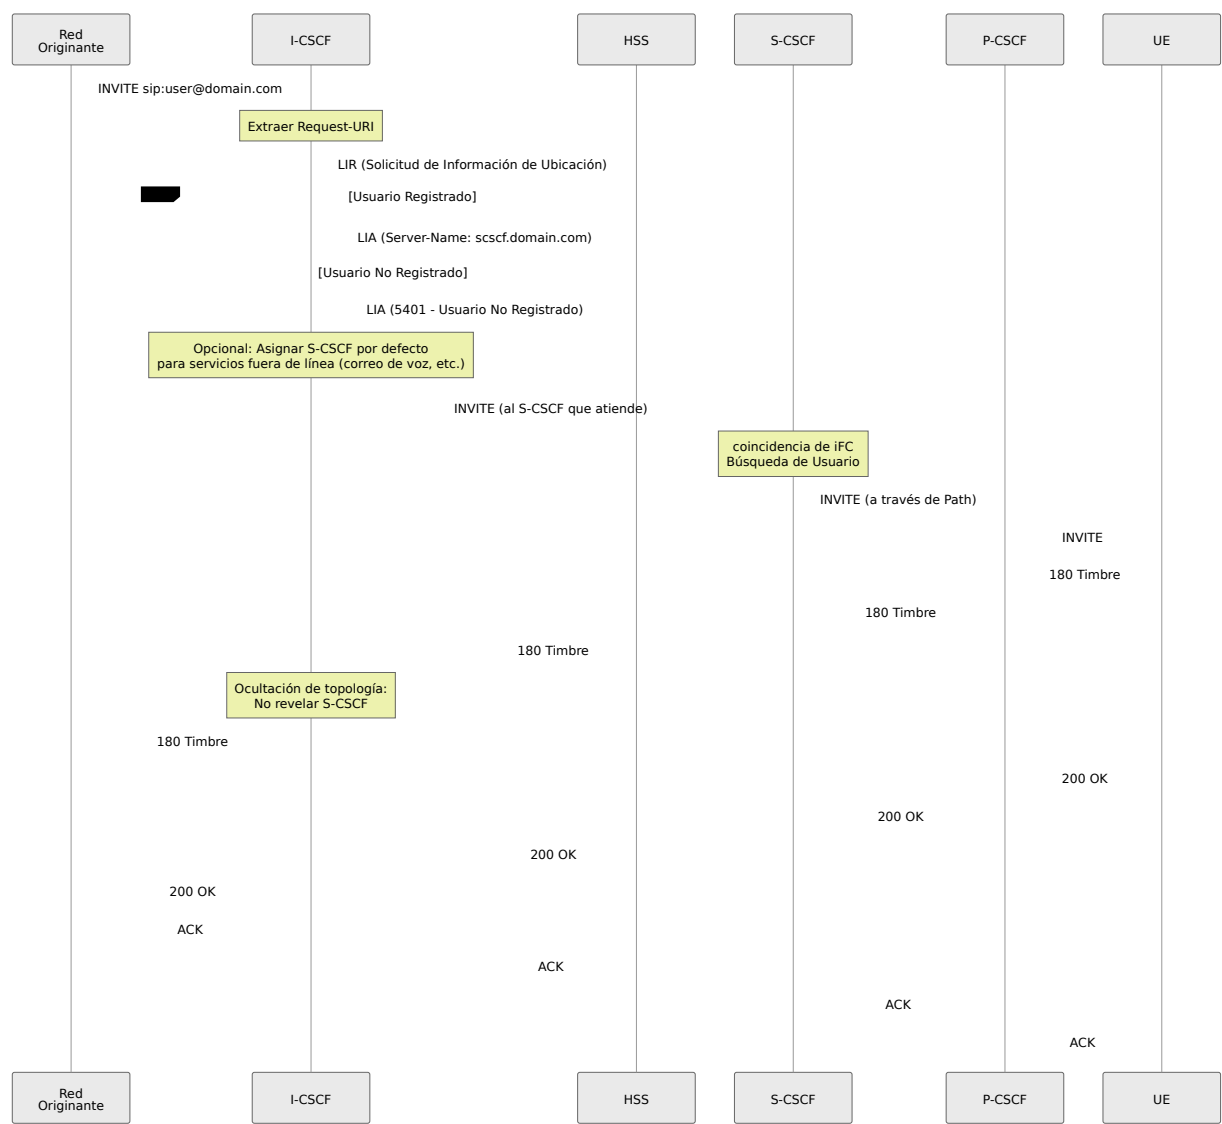 Red
Originante
I-CSCF
HSS
S-CSCF
P-CSCF
UE
INVITE sip:user@domain.com
Extraer Request-URI
LIR (Solicitud de Información de Ubicación)
[Usuario Registrado]
LIA (Server-Name: scscf.domain.com)
[Usuario No Registrado]
LIA (5401 - Usuario No Registrado)
Opcional: Asignar S-CSCF por defecto
para servicios fuera de línea (correo de voz, etc.)
INVITE (al S-CSCF que atiende)
coincidencia de iFC
Búsqueda de Usuario
INVITE (a través de Path)
INVITE
180 Timbre
180 Timbre
180 Timbre
Ocultación de topología:
No revelar S-CSCF
180 Timbre
200 OK
200 OK
200 OK
200 OK
ACK
ACK
ACK
ACK
Red
Originante
I-CSCF
HSS
S-CSCF
P-CSCF
UE